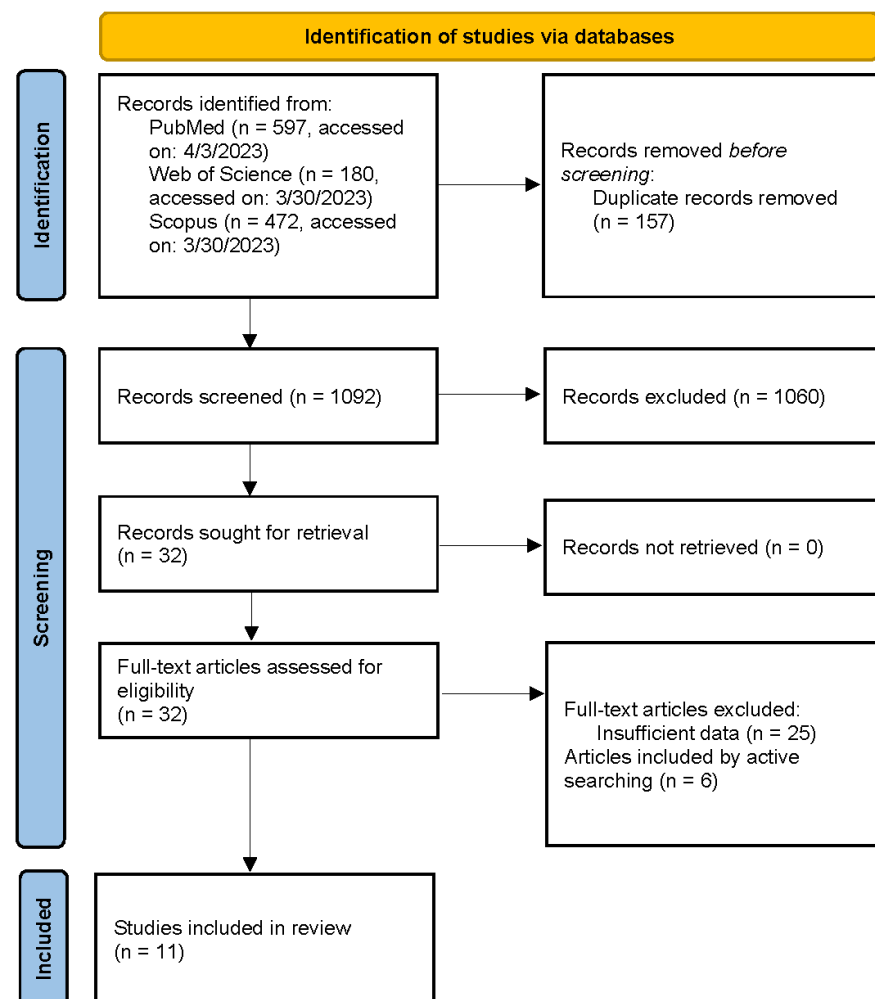 Identification of studies via databases
Identification
Records identified from:
PubMed (n = 597, accessed
on: 4/3/2023)
Web of Science (n = 180,
accessed on: 3/30/2023)
Scopus (n = 472, accessed
on: 3/30/2023)
Records removed before
screening:
Duplicate records removed
(n = 157)
Screening
Records screened (n = 1092)
Records excluded (n = 1060)
Records sought for retrieval
(n = 32)
Records not retrieved (n = 0)
Full-text articles assessed for
eligibility
(n = 32)
Full-text articles excluded:
Insufficient data (n = 25)
Articles included by active
searching (n = 6)
Included
Studies included in review
(n = 11)